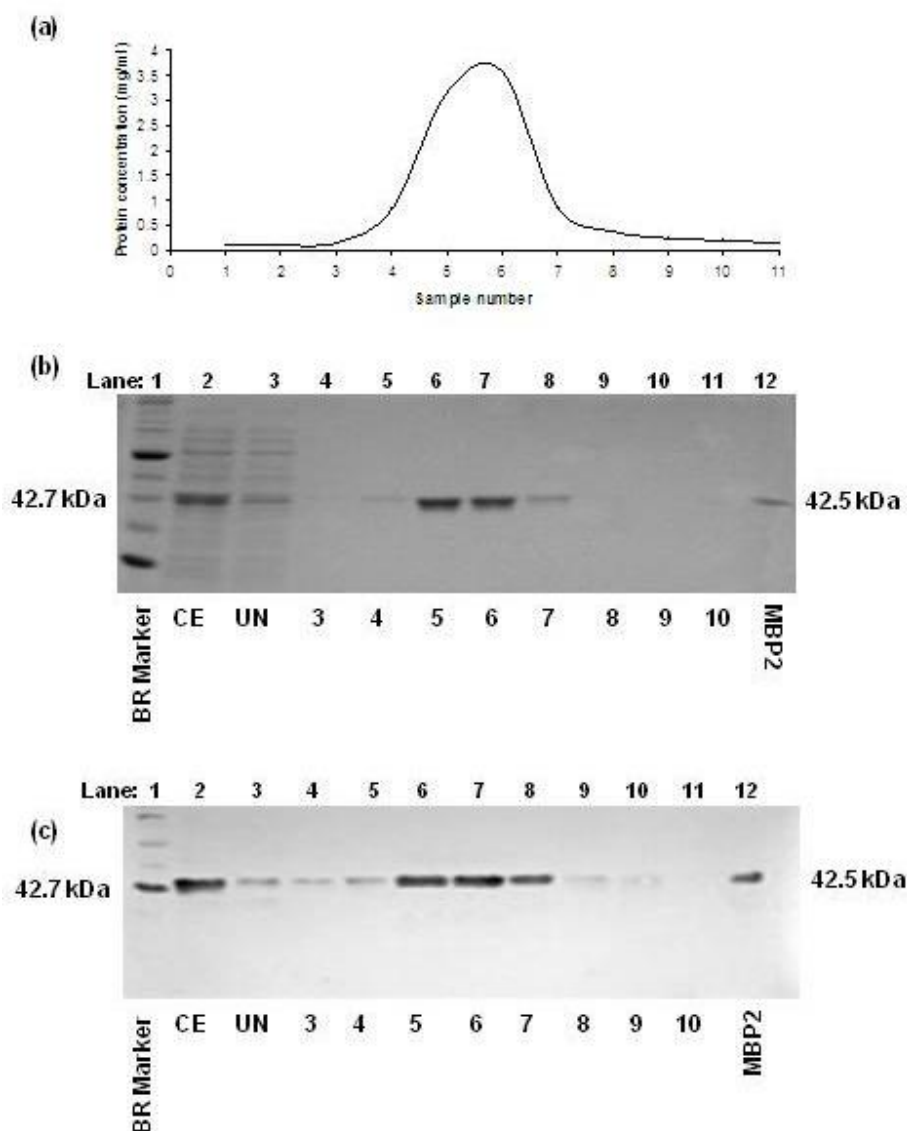 (a)
Protein concentration (mg/ml)
4
3.5
3
2.5
2
1.5
1
0.5
0
0 1 2 3 4 5 6 7 8 9 10 11
Sample number
(b)
Lane: 1 2 3 4 5 6 7 8 9 10 11 12
42.7 kDa 42.5 kDa
BR Marker CE UN 3 4 5 6 7 8 9 10 MBP2
Lane: 1 2 3 4 5 6 7 8 9 10 11 12
(c)
42.7 kDa 42.5 kDa
BR Marker CE UN 3 4 5 6 7 8 9 10 MBP2